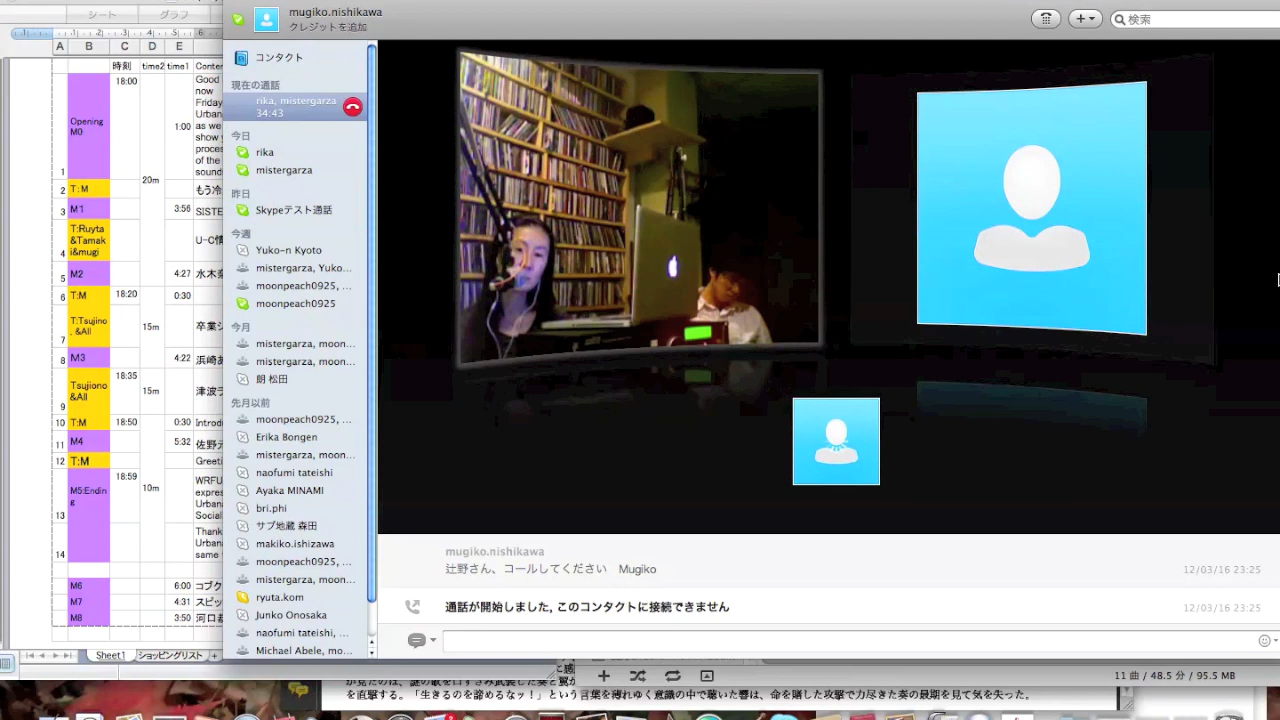 mugiko.nishikawa
クレジットを追加
検索
シート
グラフ
A B C D E
時刻 time2 time1
18:00
Good
now
Friday
Urbana
as we
show y
proces
of the
sound
Opening
M0
1:00
1
20m
2 T:M もう冷
3 M1 3:56 SISTE
T:Ruyta
&Tamak
i&mugi
4
5 M2 4:27 水木
6 T:M 18:20 0:30
T:Tsujino
, &All
15m
卒業
7
8 M3 4:22 浜崎
18:35
Tsujiono
&All
15m
津波
9
10 T:M 18:50 0:30 Introd
11 M4 5:32 佐野
12 T:M Greeti
18:59
M5:Endin
g
10m
WRFU
expres
Urbana
Social
13
Thank
Urbana
same
14
M6 6:00 コブク
M7 4:31 スピッ
M8 3:50 河口
Sheet1 ショッピングリスト
コンタクト
現在の通話
rika, mistergarza
34:43
今日
rika
mistergarza
昨日
Skypeテスト通話
今週
Yuko-n Kyoto
mistergarza, Yuko...
moonpeach0925, ...
moonpeach0925
今月
mistergarza, moon...
mistergarza, moon...
朗 松田
先月以前
moonpeach0925, ...
Erika Bongen
mistergarza, moon...
naofumi tateishi
Ayaka MINAMI
bri.phi
サブ地蔵 森田
makiko.ishizawa
moonpeach0925, ...
mistergarza, moon...
ryuta.kom
Junko Onosaka
naofumi tateishi, ...
Michael Abele, mo...
mugiko.nishikawa
辻野さん、コールしてください Mugiko
12/03/16 23:25
通話が開始しました, このコンタクトに接続できません
12/03/16 23:25
11 曲 / 48.5 分 / 95.5 MB
を直撃する。「生きるのを諦めるなッ！」という言葉を薄れゆく意識の中で聴いた響は、命を賭した攻撃で力尽きた奏の最期を見て気を失った。